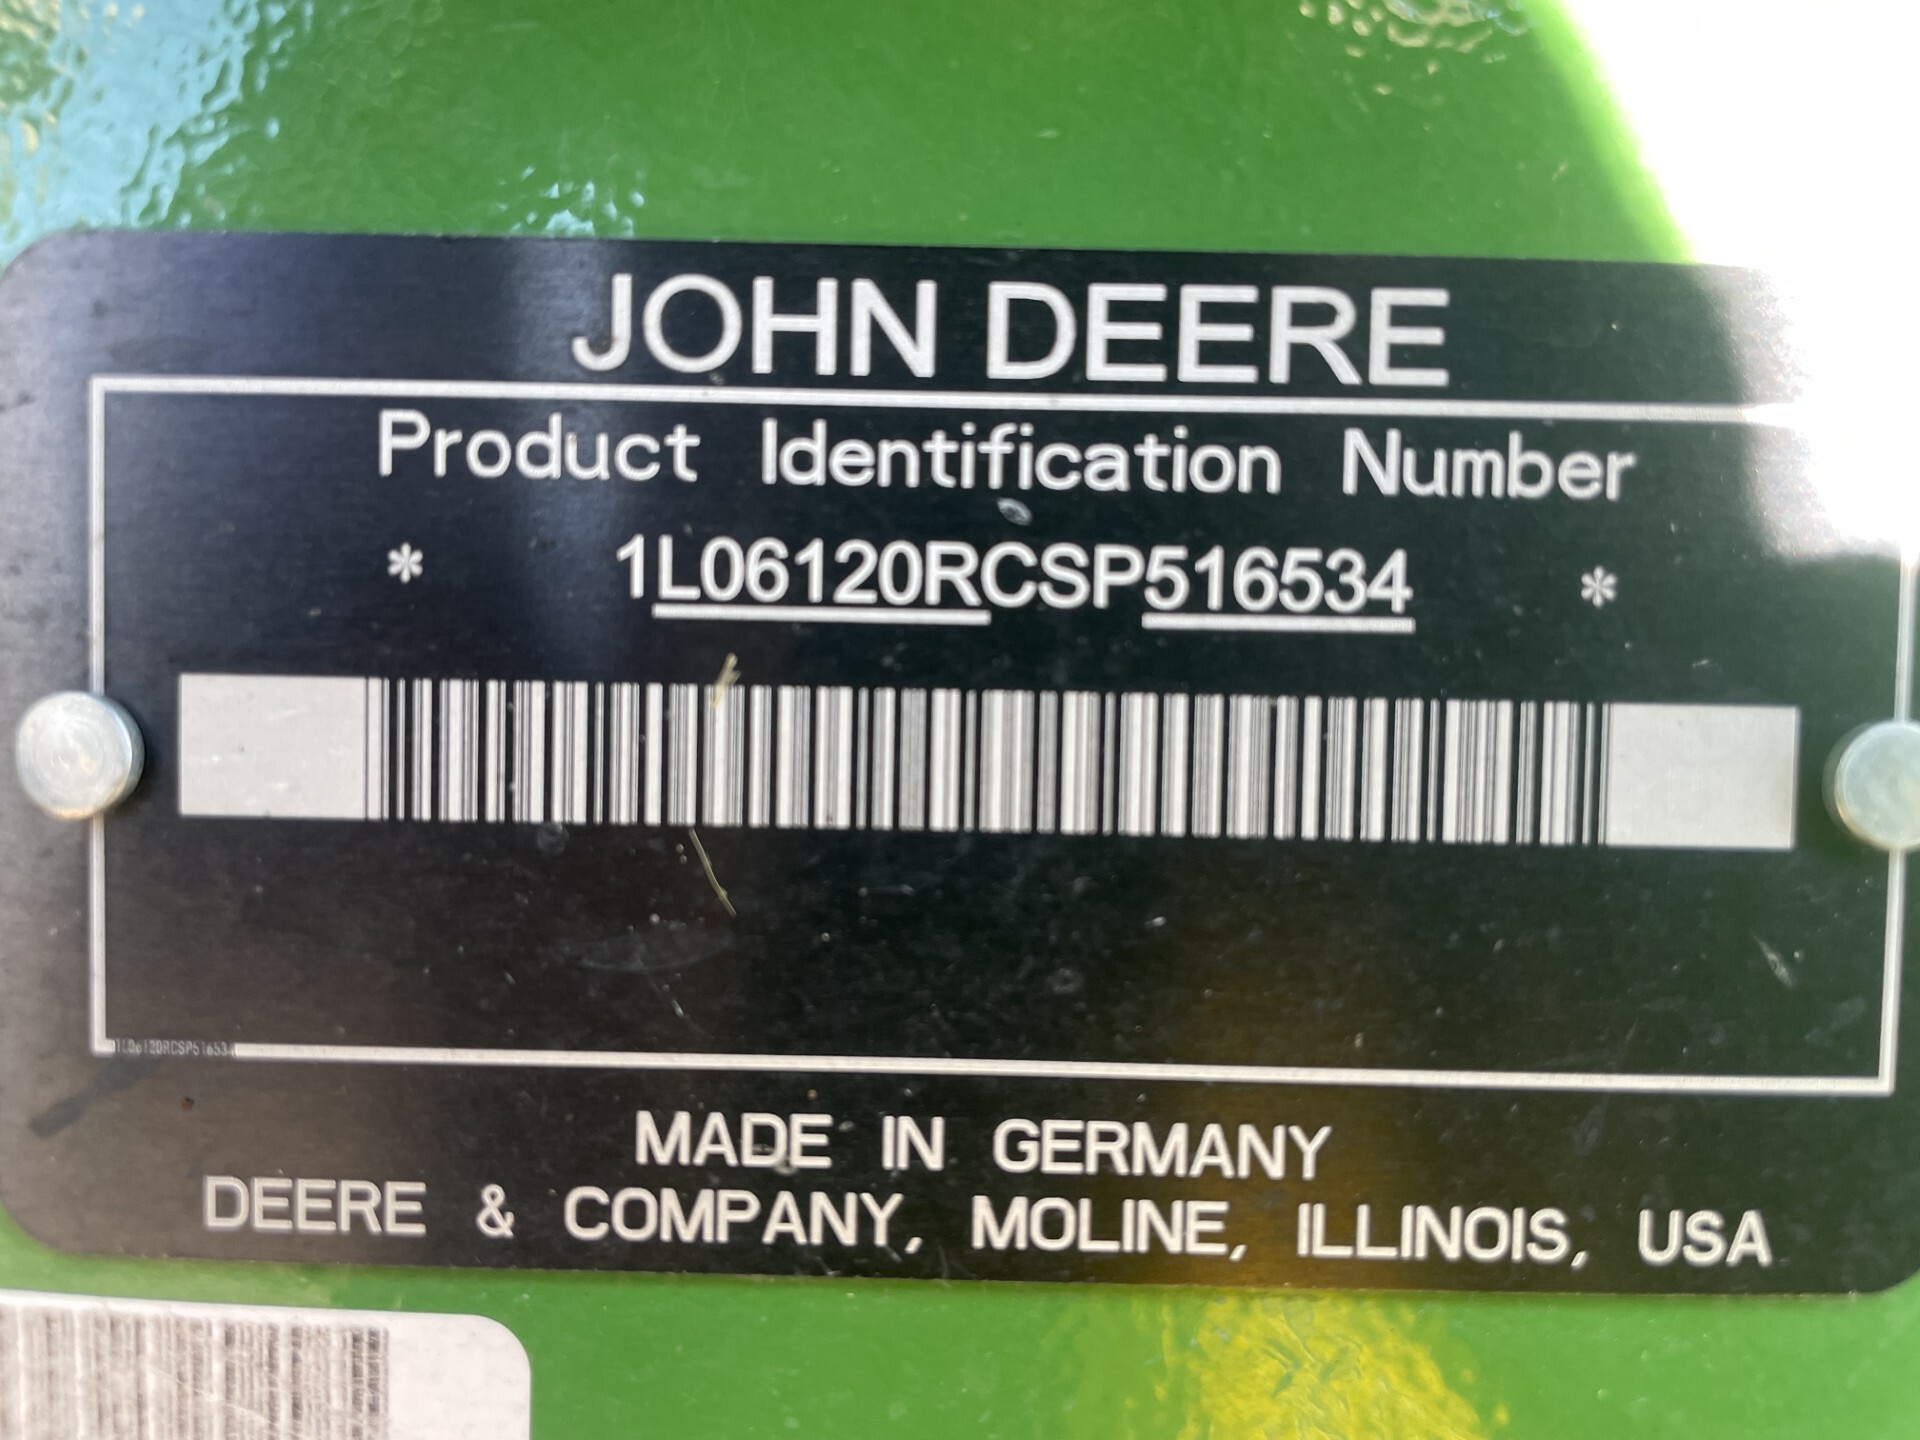 JOHN DEERE
Product Identification Number
* 1L06120RCSP516534 *
1L06120RCSP516534
MADE IN GERMANY
DEERE & COMPANY, MOLINE, ILLINOIS, USA